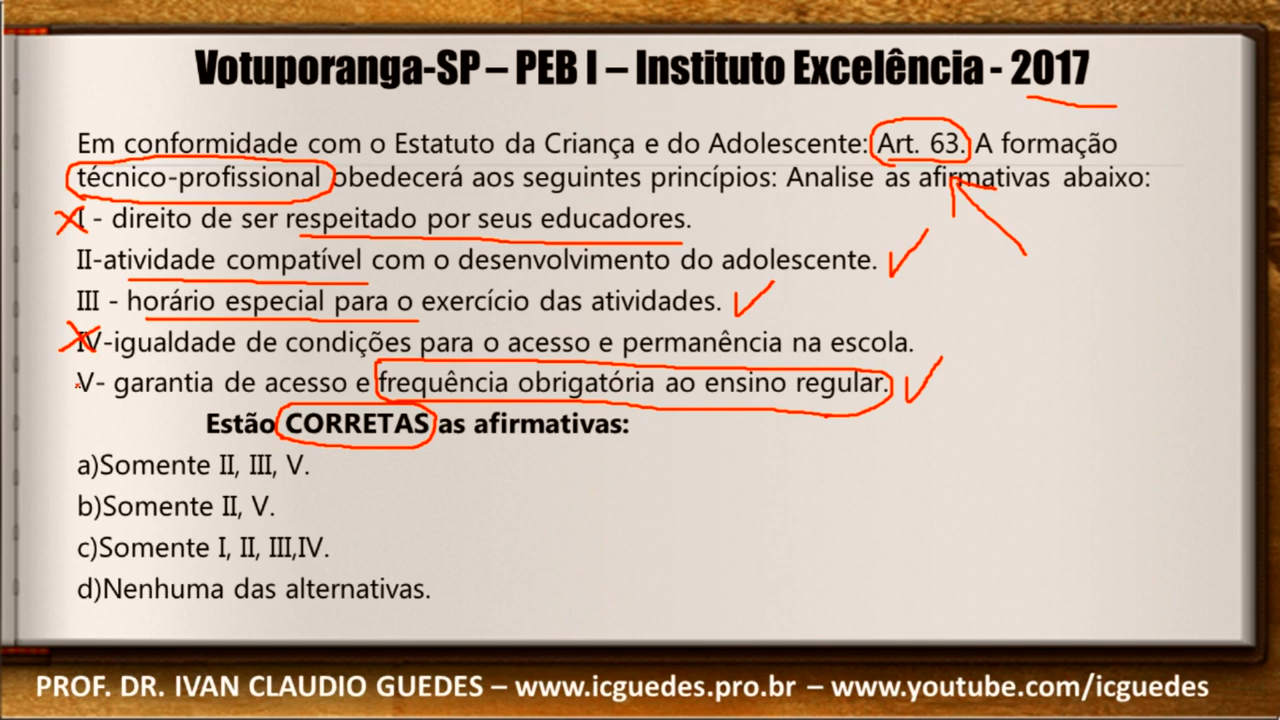 Votuporanga-SP – PEB I – Instituto Excelência - 2017
Em conformidade com o Estatuto da Criança e do Adolescente: Art. 63. A formação
técnico-profissional obedecerá aos seguintes princípios: Analise as afirmativas abaixo:
I - direito de ser respeitado por seus educadores.
II-atividade compatível com o desenvolvimento do adolescente.
III - horário especial para o exercício das atividades.
IV-igualdade de condições para o acesso e permanência na escola.
V- garantia de acesso e frequência obrigatória ao ensino regular.
Estão CORRETAS as afirmativas:
a)Somente II, III, V.
b)Somente II, V.
c)Somente I, II, III,IV.
d)Nenhuma das alternativas.
PROF. DR. IVAN CLAUDIO GUEDES – www.icguedes.pro.br – www.youtube.com/icguedes